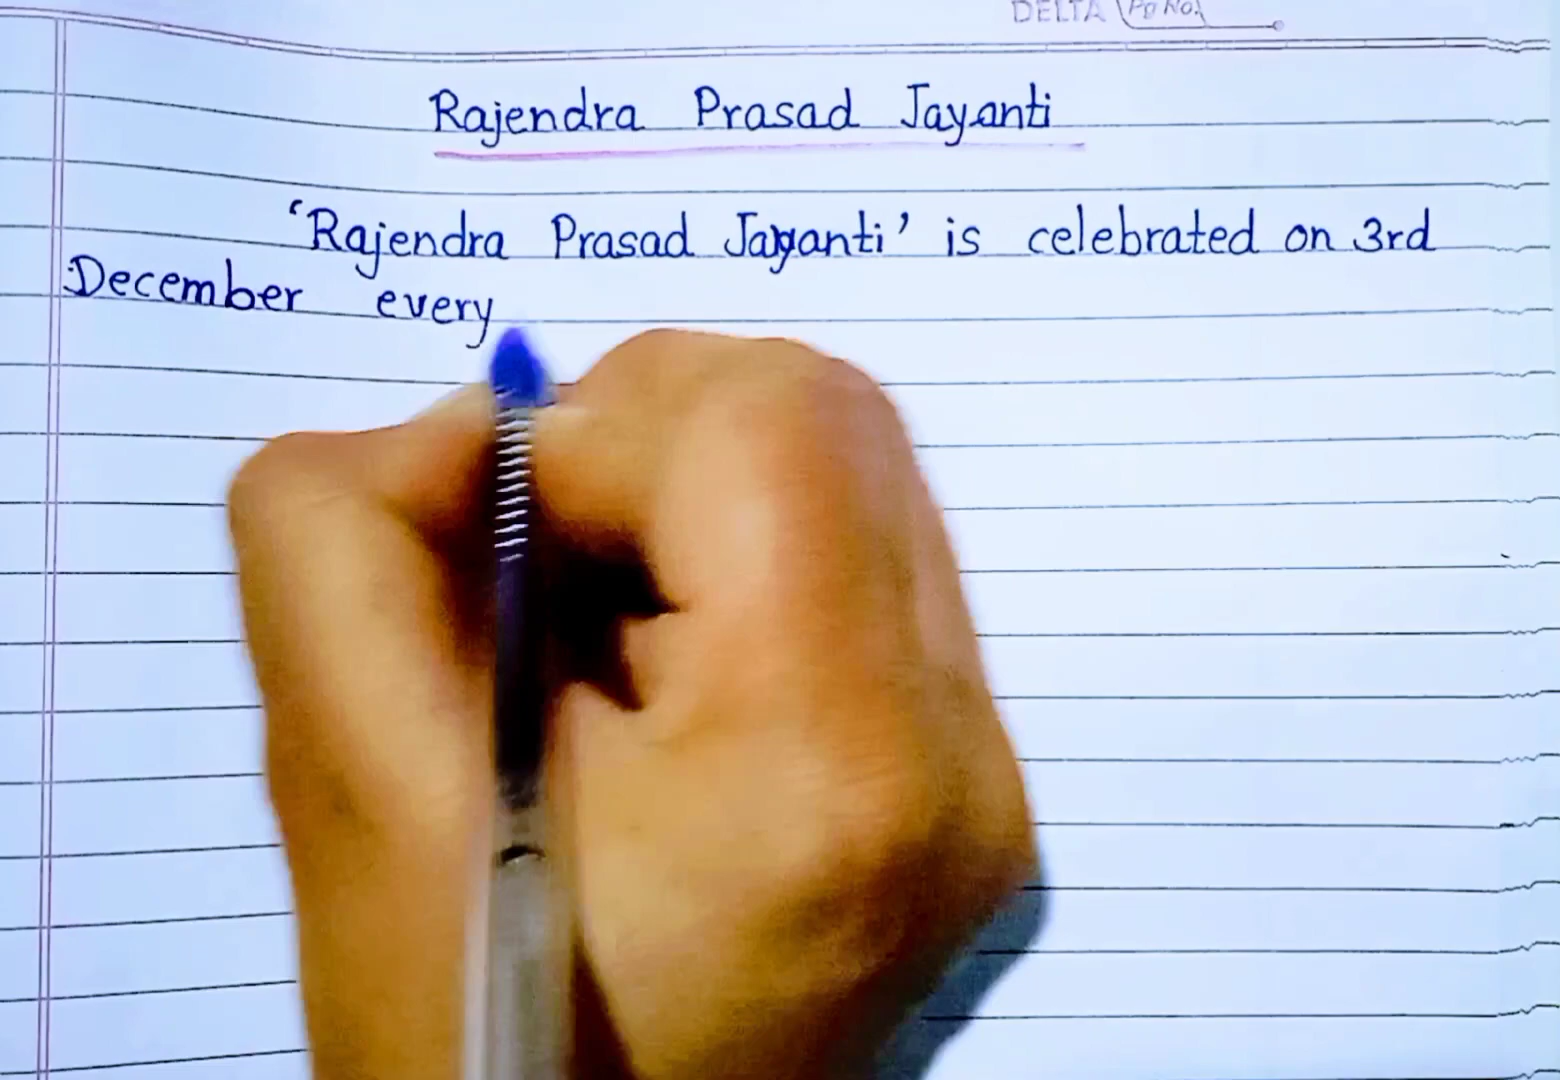 DELTA Pg No.
Rajendra Prasad Jayanti
‘Rajendra Prasad Jayanti’ is celebrated on 3rd
December every